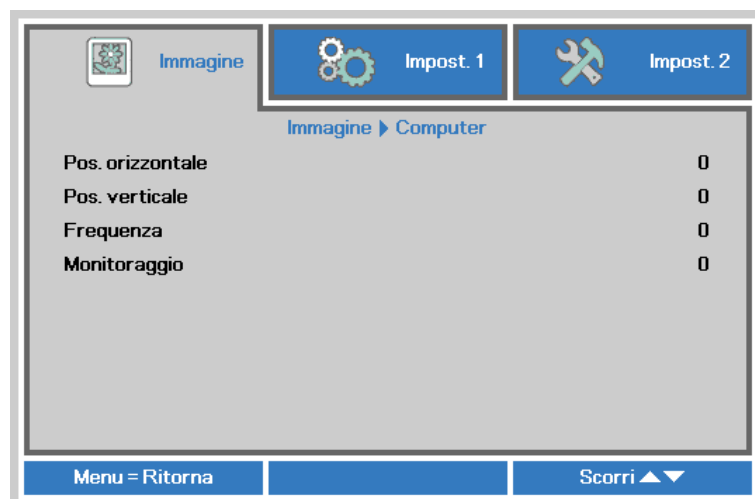 Immagine
Impost. 1
Impost. 2
Immagine ▶ Computer
Pos. orizzontale 0
Pos. verticale 0
Frequenza 0
Monitoraggio 0
Menu = Ritorna
Scorri ▲▼